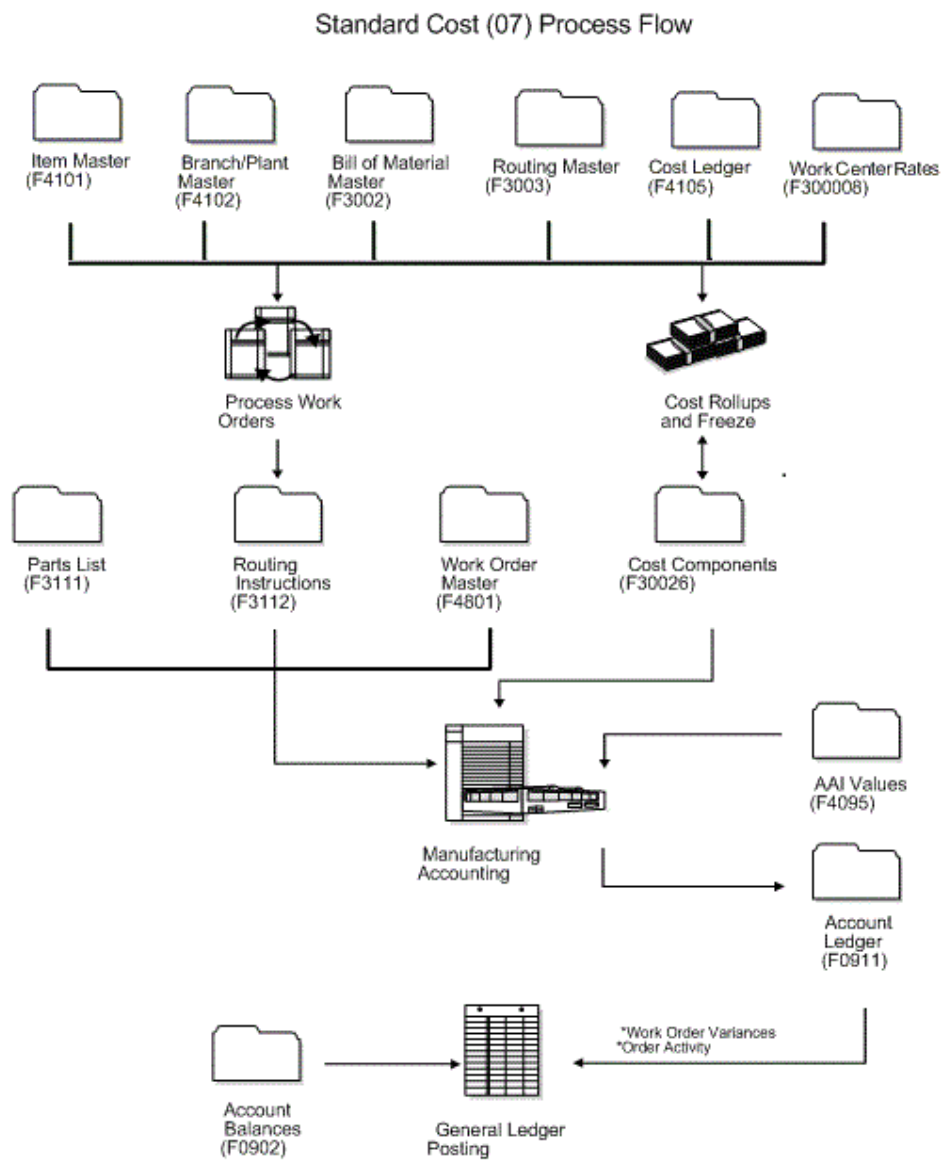 Standard Cost (07) Process Flow
Item Master
(F4101)
Branch/Plant
Master
(F4102)
Bill of Material
Master
(F3002)
Routing Master
(F3003)
Cost Ledger
(F4105)
Work Center Rates
(F300008)
Process Work
Orders
Cost Rollups
and Freeze
Parts List
(F3111)
Routing
Instructions
(F3112)
Work Order
Master
(F4801)
Cost Components
(F30026)
AAI Values
(F4095)
Manufacturing
Accounting
Account
Ledger
(F0911)
*Work Order Variances
*Order Activity
Account
Balances
(F0902)
General Ledger
Posting